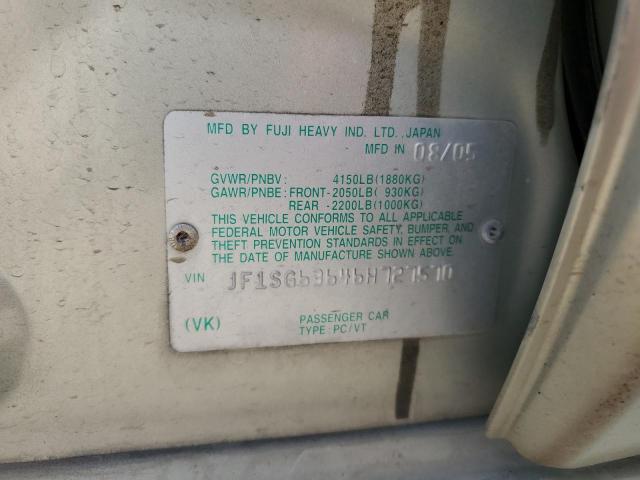 MFD BY FUJI HEAVY IND. LTD.,JAPAN
MFD IN 08/05
GVWR/PNBV: 4150LB(1880KG)
GAWR/PNBE:FRONT-2050LB( 930KG)
REAR -2200LB(1000KG)
THIS VEHICLE CONFORMS TO ALL APPLICABLE
FEDERAL MOTOR VEHICLE SAFETY, BUMPER, AND
THEFT PREVENTION STANDARDS IN EFFECT ON
THE DATE OF MANUFACTURE SHOWN ABOVE.
VIN
(VK) PASSENGER CAR
TYPE:PC/VT